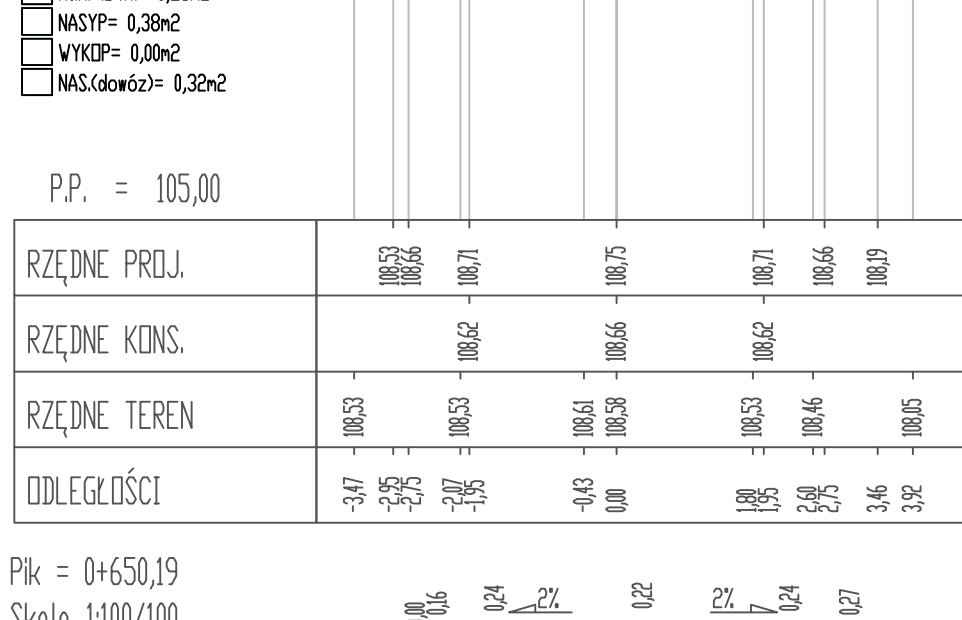 NASYP= 0,38m2
WYKOP= 0,00m2
NAS.(dowóz)= 0,32m2
P.P. = 105,00
RZĘDNE PROJ. 108,53 108,66 108,71 108,75 108,71 108,66 108,19
RZĘDNE KONS. 108,62 108,66 108,62
RZĘDNE TEREN 108,53 108,53 108,61 108,58 108,53 108,46 108,05
ODLEGŁOŚCI -3,47 -2,95 -2,75 -2,07 -1,95 -0,43 0,00 1,80 1,95 2,60 2,75 3,46 3,92
Pik = 0+650,19
0,16 0,24 2% 0,22 2% 0,24 0,27
Skala 1:100/100